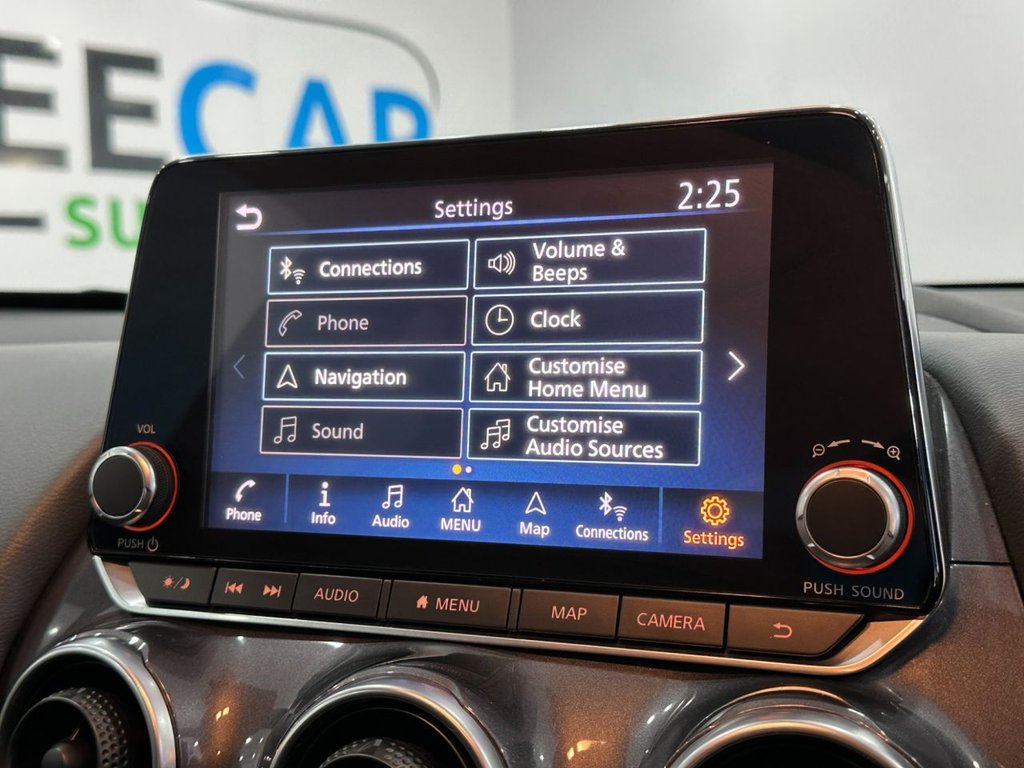 EECAR
SU
Settings
2:25
Connections
Volume &
Beeps
Phone
Clock
Navigation
Customise
Home Menu
Sound
Customise
Audio Sources
Phone
Info
Audio
MENU
Map
Connections
Settings
VOL
PUSH
PUSH SOUND
AUDIO
MENU
MAP
CAMERA